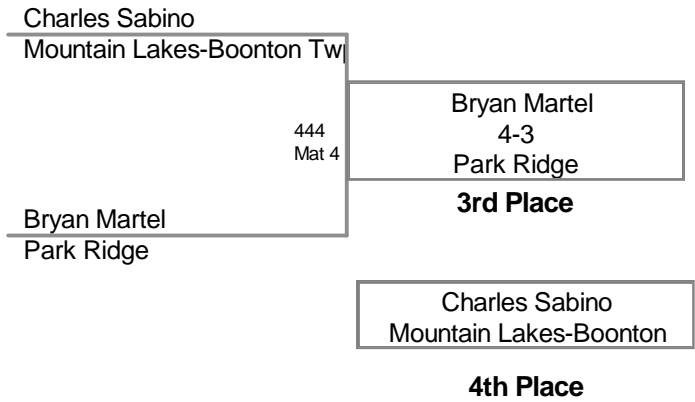 Charles Sabino
Mountain Lakes-Boonton Tw
444
Mat 4
Bryan Martel
4-3
Park Ridge
3rd Place
Bryan Martel
Park Ridge
Charles Sabino
Mountain Lakes-Boonton
4th Place